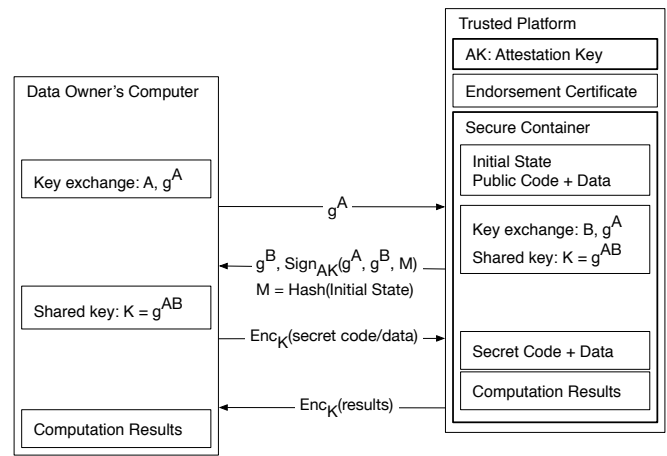 Trusted Platform
AK: Attestation Key
Endorsement Certificate
Data Owner's Computer
Secure Container
Initial State
Public Code + Data
Key exchange: A, g^A
g^A
Key exchange: B, g^A
Shared key: K = g^AB
g^B, Sign_AK(g^A, g^B, M)
M = Hash(Initial State)
Shared key: K = g^AB
Enc_K(secret code/data)
Secret Code + Data
Computation Results
Enc_K(results)
Computation Results